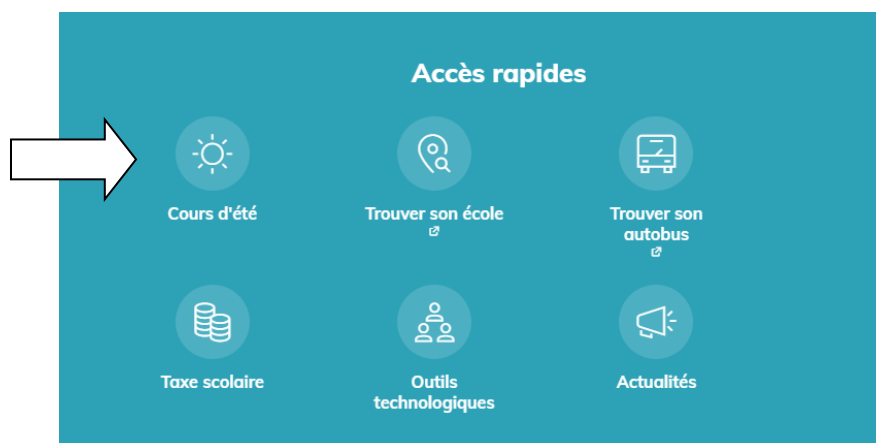 Accès rapides
Cours d'été
Trouver son école
Trouver son
autobus
Taxe scolaire
Outils
technologiques
Actualités